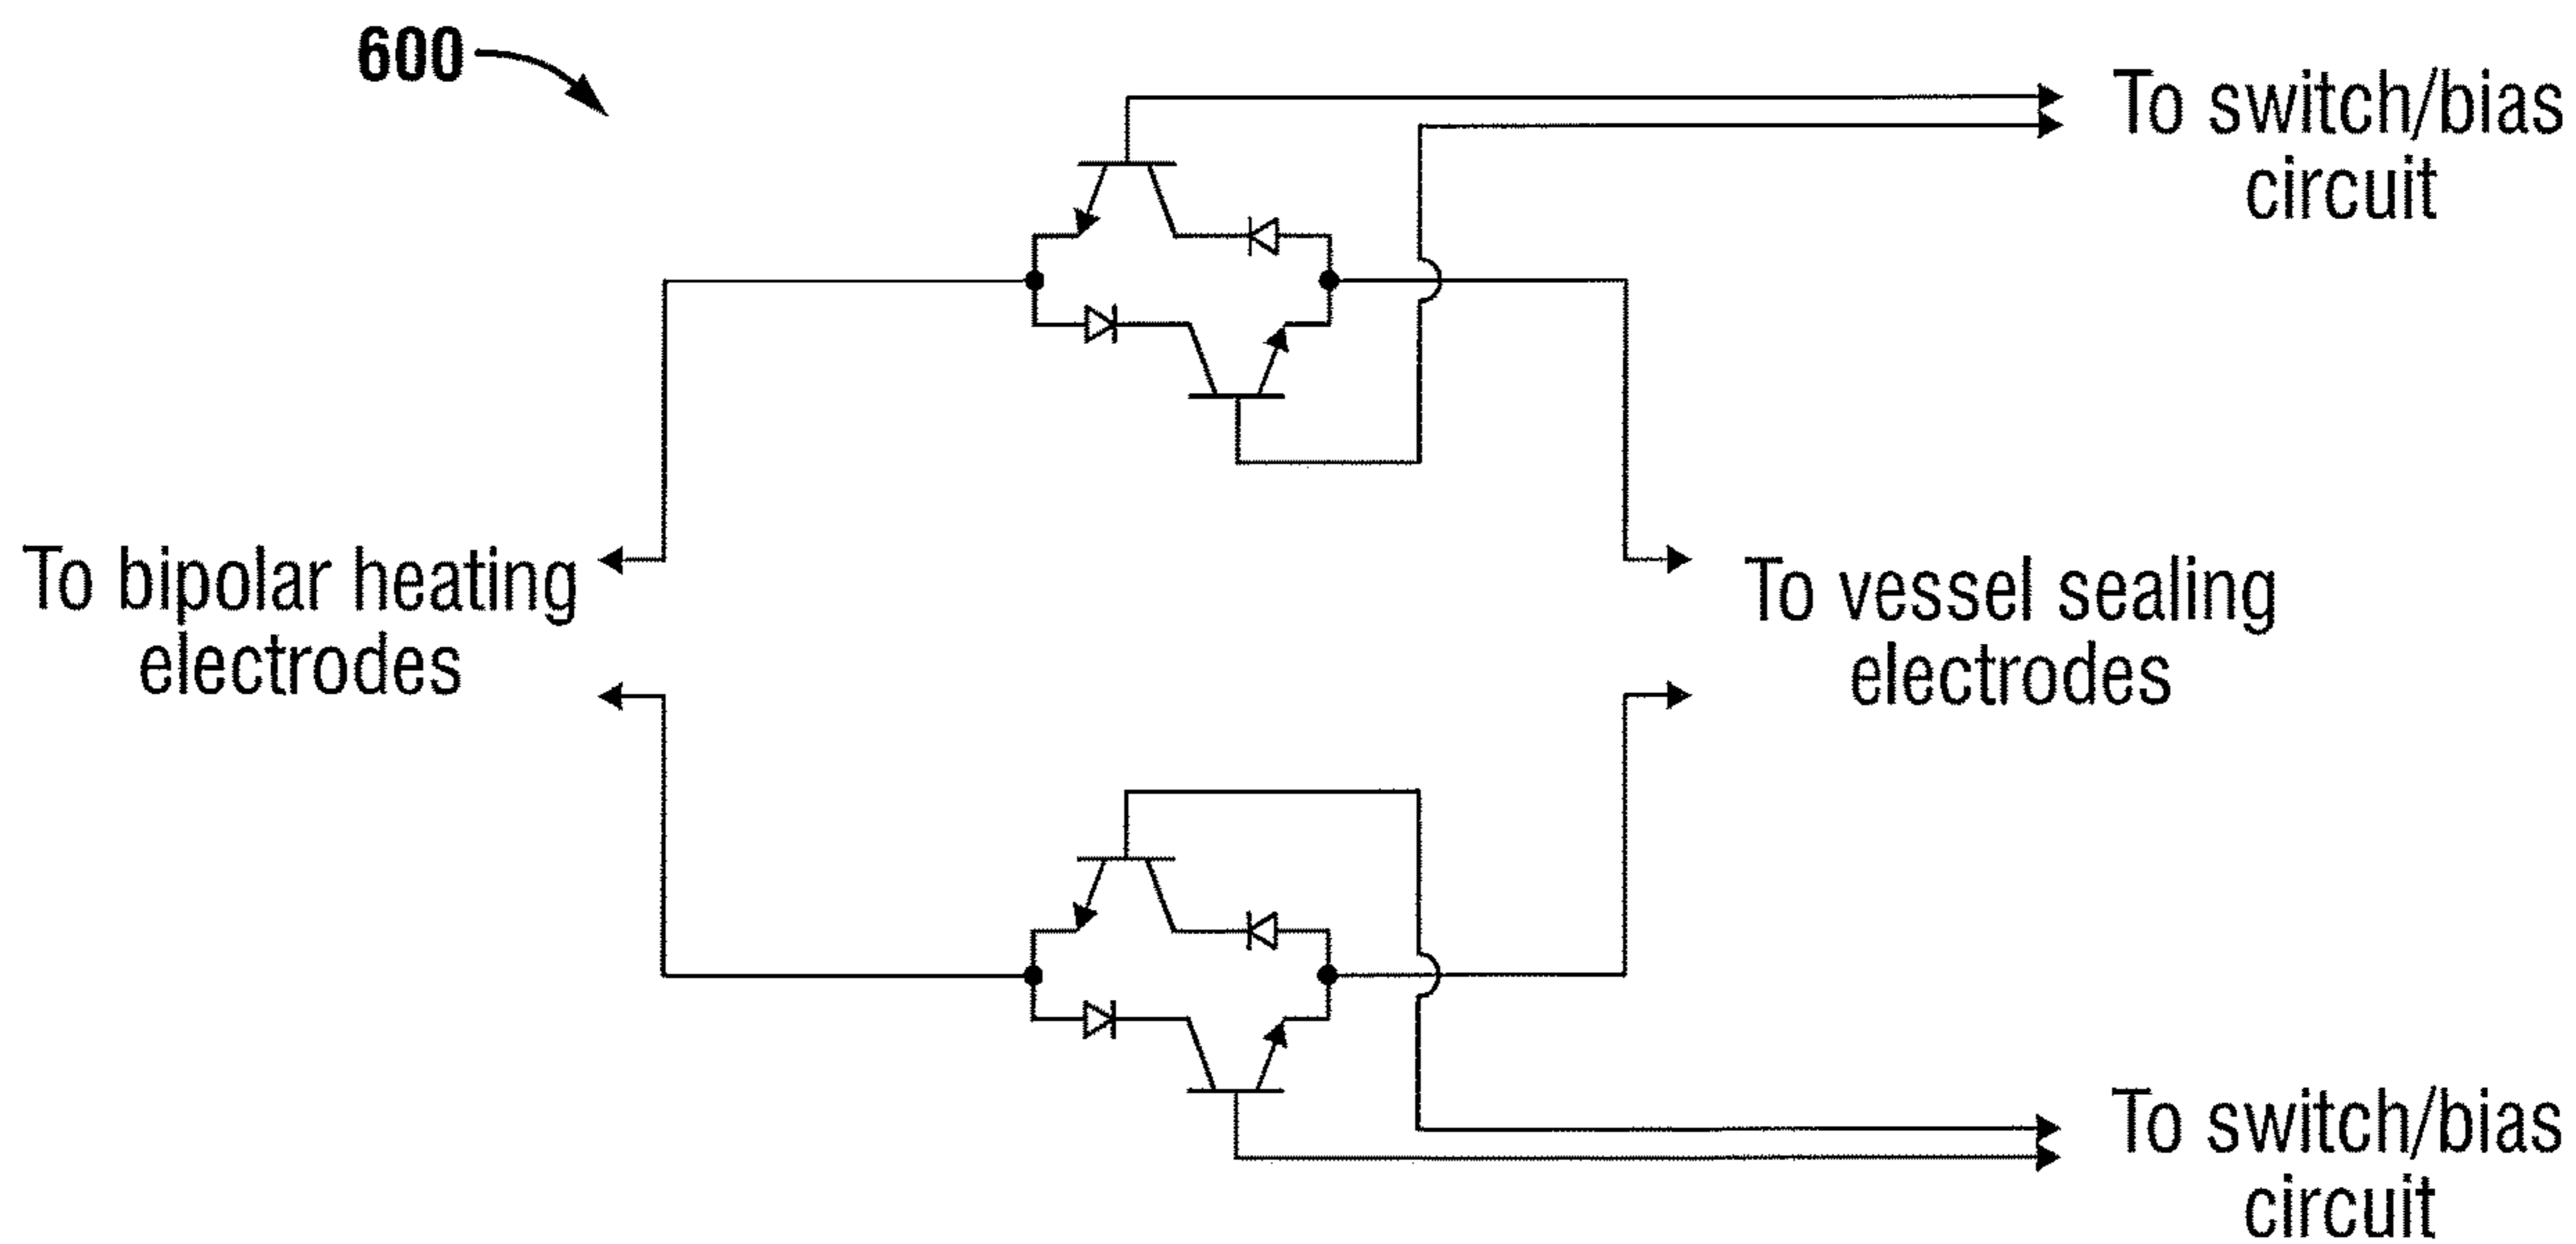 600
To switch/bias
circuit
To bipolar heating
electrodes
To vessel sealing
electrodes
To switch/bias
circuit